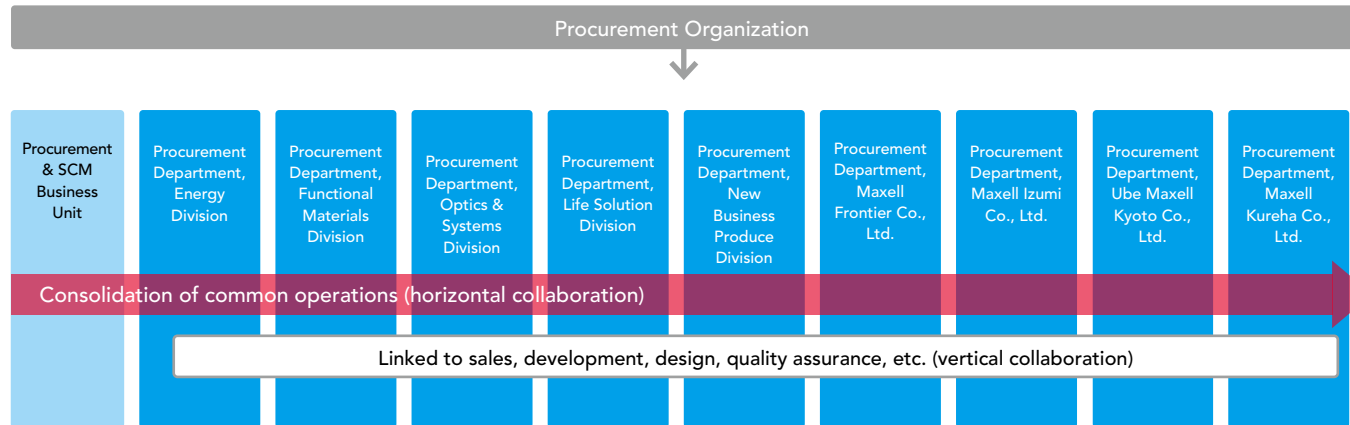 Procurement Organization
Procurement
& SCM
Business
Unit
Procurement
Department,
Energy
Division
Procurement
Department,
Functional
Materials
Division
Procurement
Department,
Optics &
Systems
Division
Procurement
Department,
Life Solution
Division
Procurement
Department,
New
Business
Produce
Division
Procurement
Department,
Maxell
Frontier Co.,
Ltd.
Procurement
Department,
Maxell Izumi
Co., Ltd.
Procurement
Department,
Ube Maxell
Kyoto Co.,
Ltd.
Procurement
Department,
Maxell
Kureha Co.,
Ltd.
Consolidation of common operations (horizontal collaboration)
Linked to sales, development, design, quality assurance, etc. (vertical collaboration)